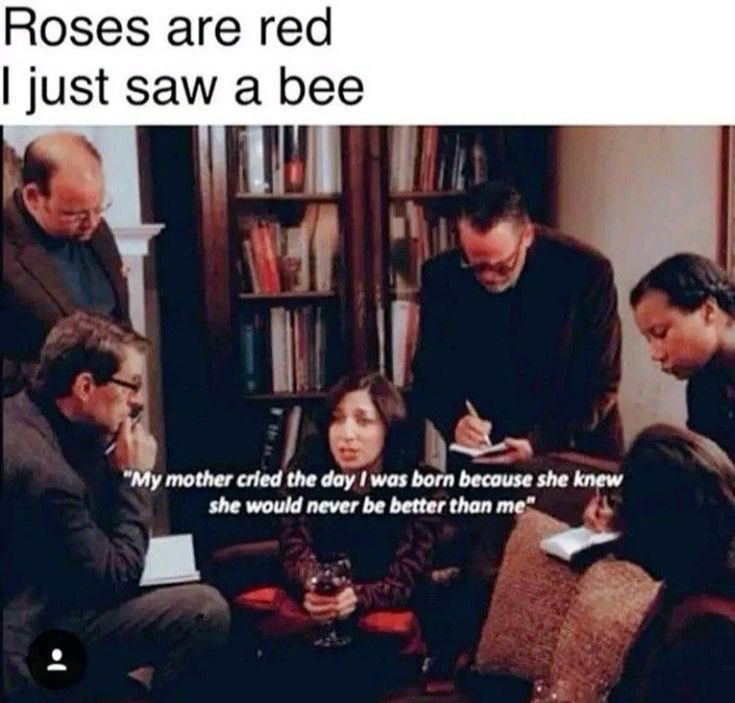 Roses are red
I just saw a bee
"My mother cried the day I was born because she knew
she would never be better than me"